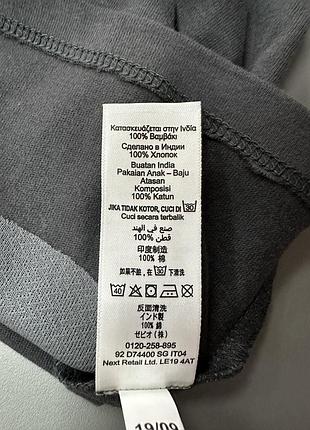 Κατασκευάζεται στην Ινδία
100% Βαμβάκι
Сделано в Индии
100% Хлопок
Buatan India
Pakaian Anak – Baju
Atasan
Komposisi
100% Katun
JIKA TIDAK KOTOR, CUCI DI 30
Cuci secara terbalik
صنع في الهند
100% قطن
印度制造
100% 棉
如果不脏，在 30 下清洗
40
反面清洗
インド製
100% 綿
ゼビオ（株）
0120-258-895
92 D74400 SG IT04
Next Retail Ltd. LE19 4AT
19/09